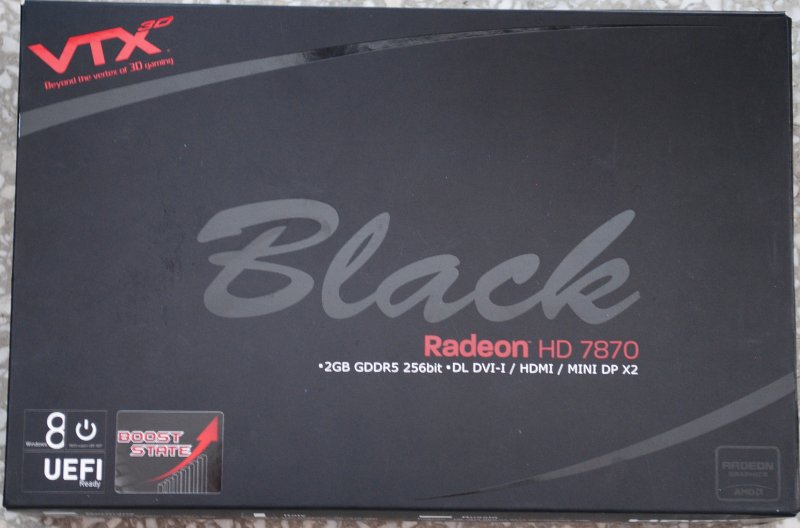 VTX3D
Beyond the vertex of 3D gaming
Black
Radeon™ HD 7870
•2GB GDDR5 256bit •DL DVI-I / HDMI / MINI DP X2
Windows 8
UEFI
Ready
BOOST
STATE
RADEON
GRAPHICS
AMD